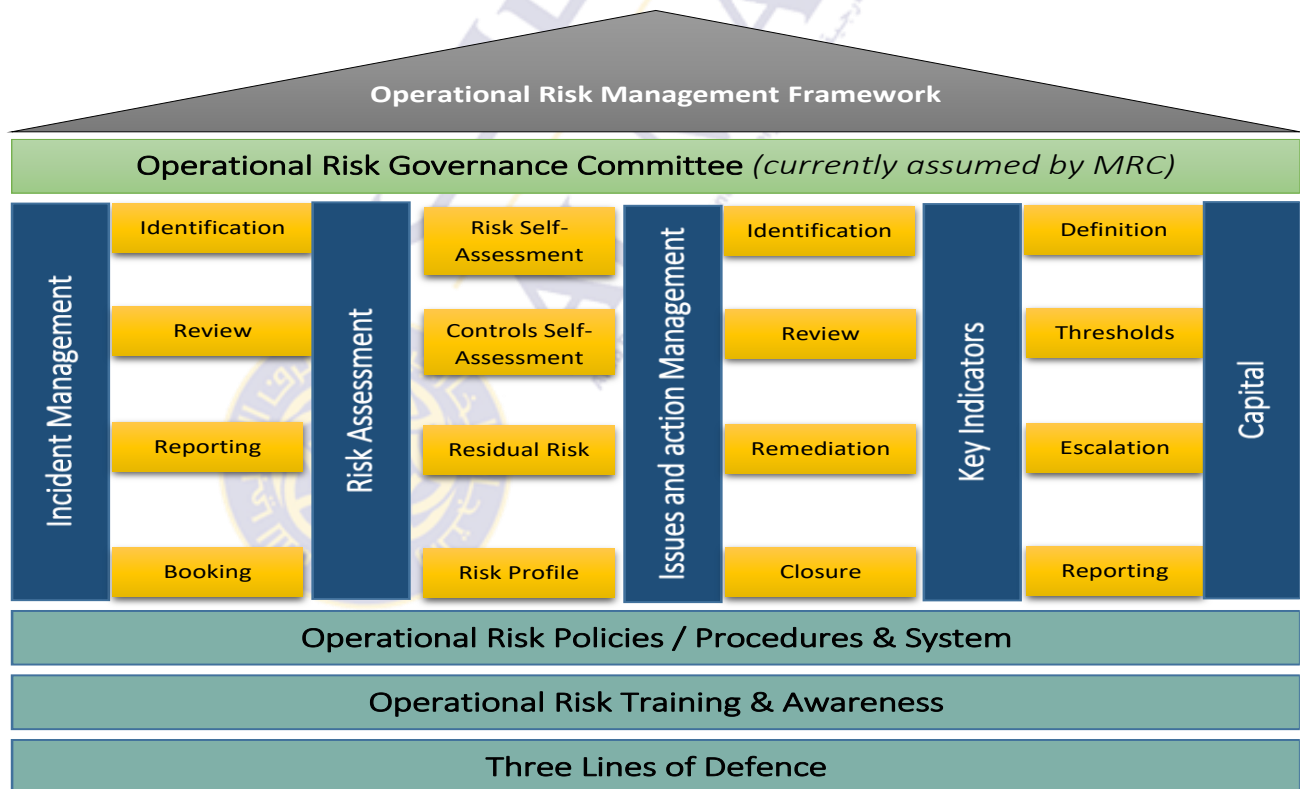 Operational Risk Management Framework
Operational Risk Governance Committee (currently assumed by MRC)
Incident Management
Identification
Review
Reporting
Booking
Risk Assessment
Risk Self-
Assessment
Controls Self-
Assessment
Residual Risk
Risk Profile
Issues and action Management
Identification
Review
Remediation
Closure
Key Indicators
Definition
Thresholds
Escalation
Reporting
Capital
Operational Risk Policies / Procedures & System
Operational Risk Training & Awareness
Three Lines of Defence